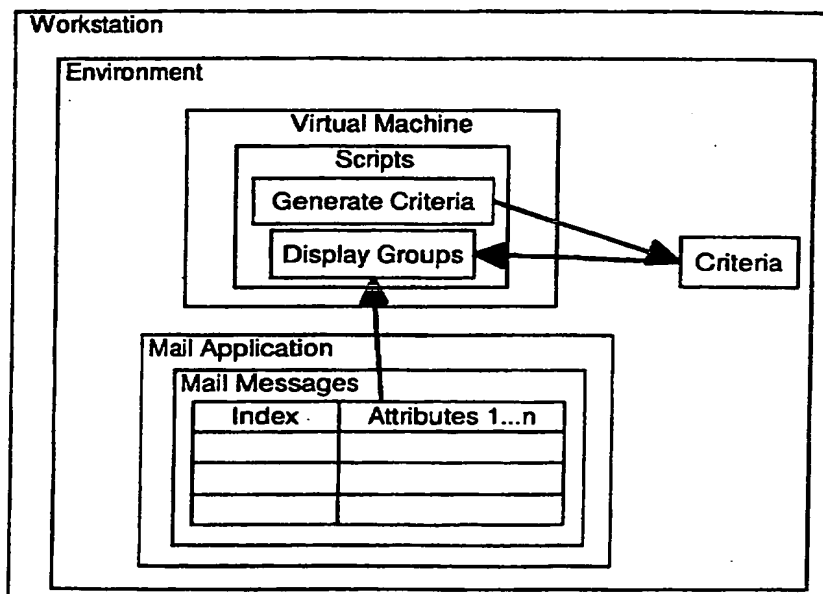 Workstation
Environment
Virtual Machine
Scripts
Generate Criteria
Display Groups
Criteria
Mail Application
Mail Messages
Index Attributes 1...n